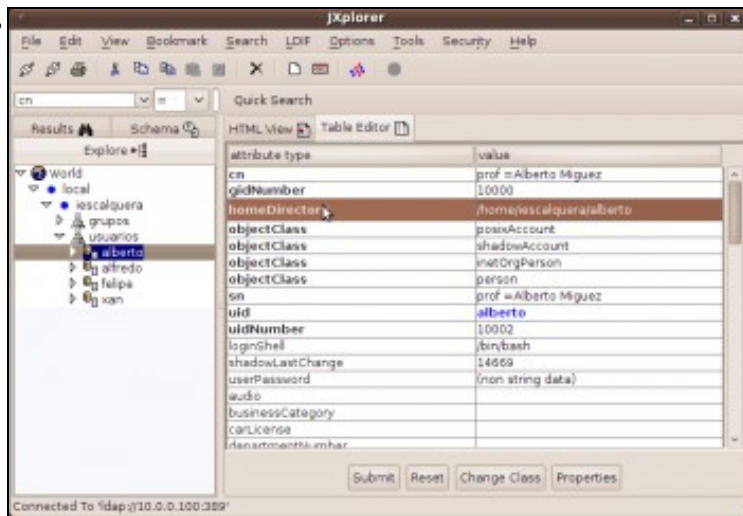 JXplorer
File Edit View Bookmark Search LDIF Options Tools Security Help
cn = Quick Search
Results Schema
Explore
HTML View Table Editor
World
local
iescalquera
grupos
usuarios
alberto
alfredo
felipe
xan
attribute type value
cn prof =Alberto Miguez
gidNumber 10000
homeDirectory /home/iescalquera/alberto
objectClass posixAccount
objectClass shadowAccount
objectClass inetOrgPerson
objectClass person
sn prof =Alberto Miguez
uid alberto
uidNumber 10002
loginShell /bin/bash
shadowLastChange 14669
userPassword (non string data)
audio
businessCategory
carLicense
departmentNumber
Submit Reset Change Class Properties
Connected To 'ldap://10.0.0.100:389'